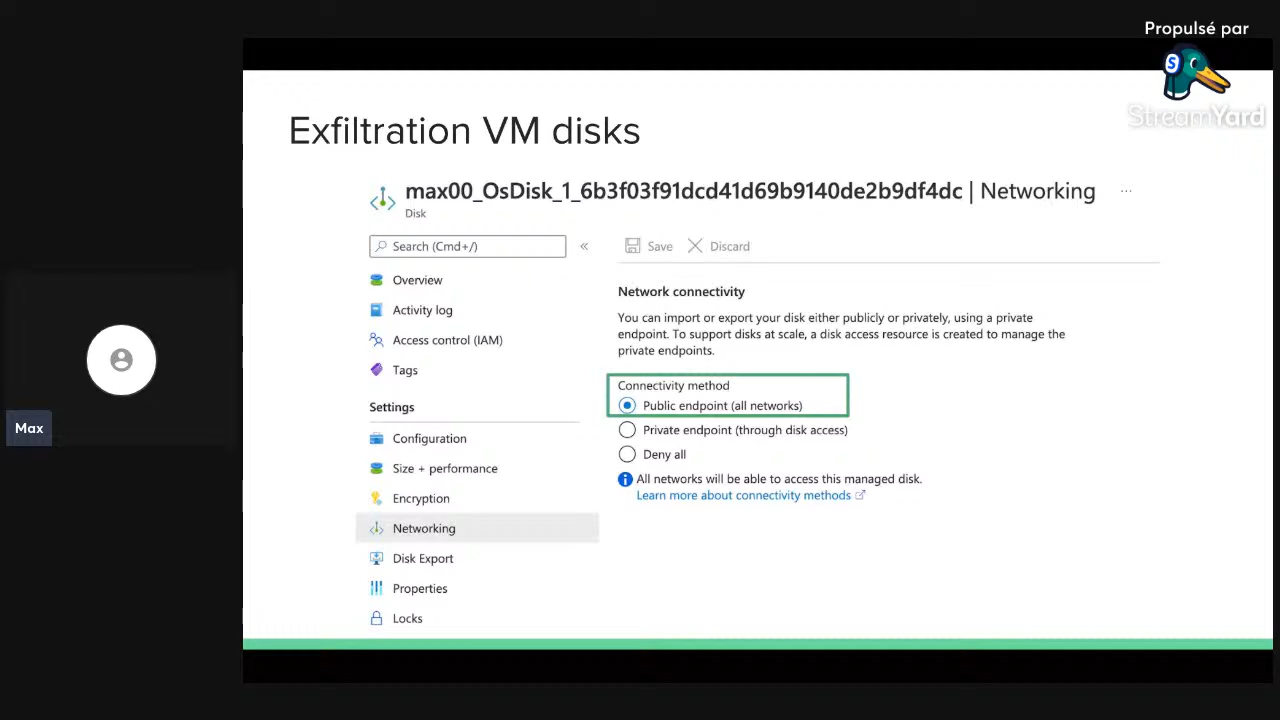 Propulsé par
StreamYard
Exfiltration VM disks
max00_OsDisk_1_6b3f03f91dcd41d69b9140de2b9df4dc | Networking ...
Disk
Search (Cmd+/) «
Save Discard
Overview
Activity log
Access control (IAM)
Tags
Settings
Configuration
Size + performance
Encryption
Networking
Disk Export
Properties
Locks
Network connectivity
You can import or export your disk either publicly or privately, using a private
endpoint. To support disks at scale, a disk access resource is created to manage the
private endpoints.
Connectivity method
Public endpoint (all networks)
Private endpoint (through disk access)
Deny all
All networks will be able to access this managed disk.
Learn more about connectivity methods
Max